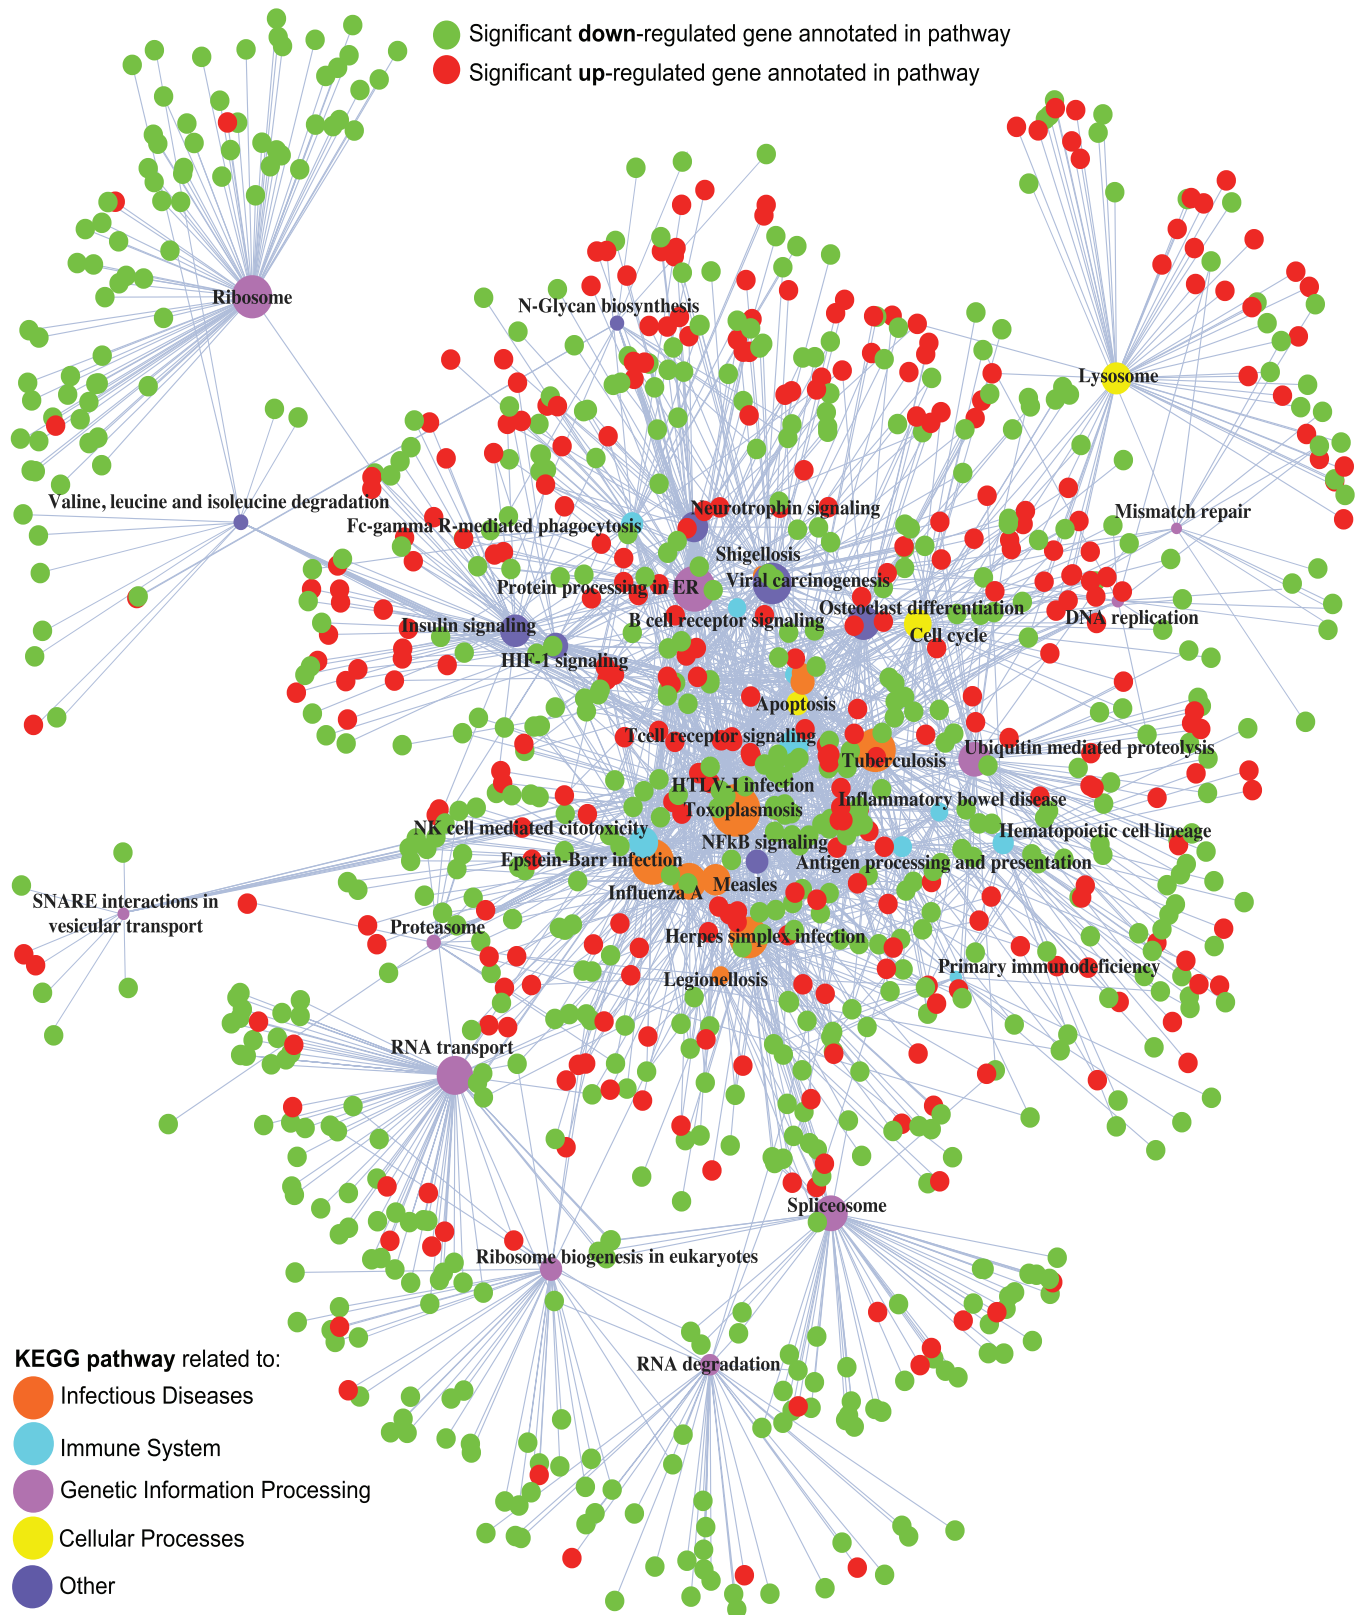 Significant down-regulated gene annotated in pathway
Significant up-regulated gene annotated in pathway
Ribosome
N-Glycan biosynthesis
Lysosome
Valine, leucine and isoleucine degradation
Neurotrophin signaling
Mismatch repair
Fc-gamma R-mediated phagocytosis
Shigellosis
Viral carcinogenesis
Protein processing in ER
Osteoclast differentiation
DNA replication
B cell receptor signaling
Insulin signaling
Cell cycle
HIF-1 signaling
Apoptosis
Tcell receptor signaling
Ubiquitin mediated proteolysis
Tuberculosis
HTLV-I infection
Inflammatory bowel disease
Toxoplasmosis
NK cell mediated citotoxicity
Hematopoietic cell lineage
NFkB signaling
Epstein-Barr infection
Antigen processing and presentation
Measles
Influenza A
SNARE interactions in
vesicular transport
Proteasome
Herpes simplex infection
Primary immunodeficiency
Legionellosis
RNA transport
Spliceosome
Ribosome biogenesis in eukaryotes
RNA degradation
KEGG pathway related to:
Infectious Diseases
Immune System
Genetic Information Processing
Cellular Processes
Other